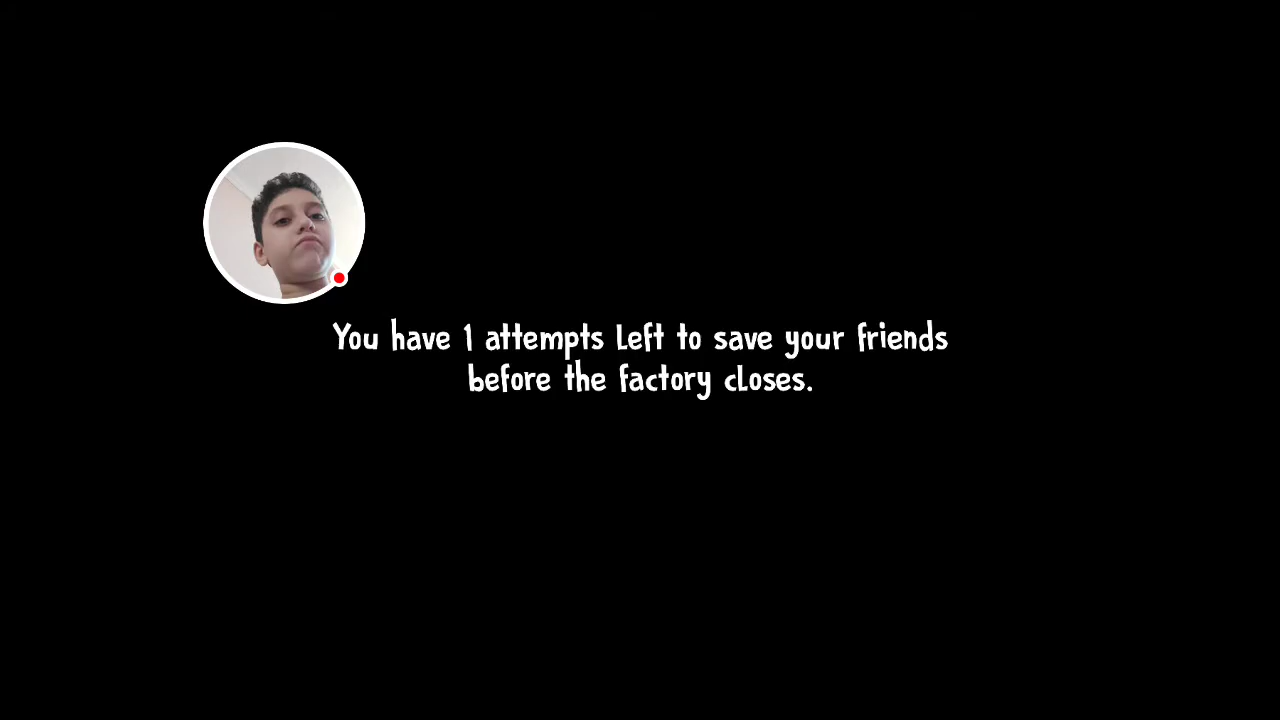 You have 1 attempts left to save your friends
before the factory closes.